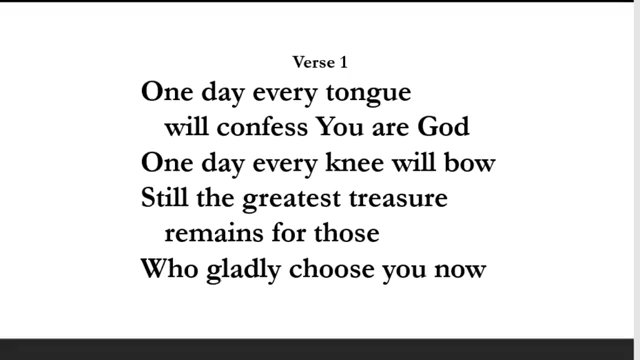 Verse 1
One day every tongue
will confess You are God
One day every knee will bow
Still the greatest treasure
remains for those
Who gladly choose you now